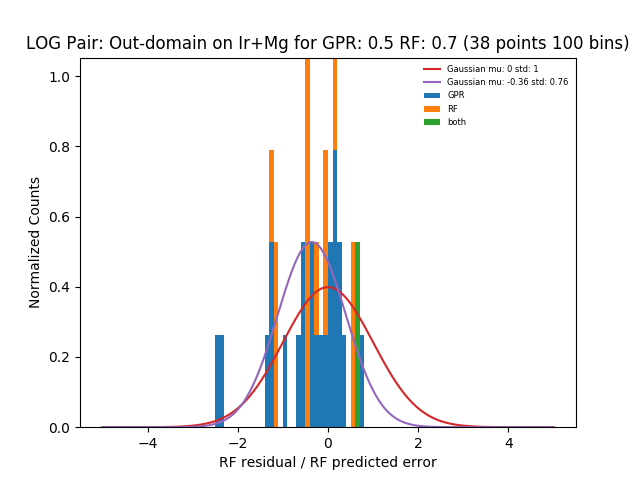 LOG Pair: Out-domain on Ir+Mg for GPR: 0.5 RF: 0.7 (38 points 100 bins)
Gaussian mu: 0 std: 1
Gaussian mu: -0.36 std: 0.76
GPR
RF
both
Normalized Counts
1.0
0.8
0.6
0.4
0.2
0.0
−4
−2
0
2
4
RF residual / RF predicted error